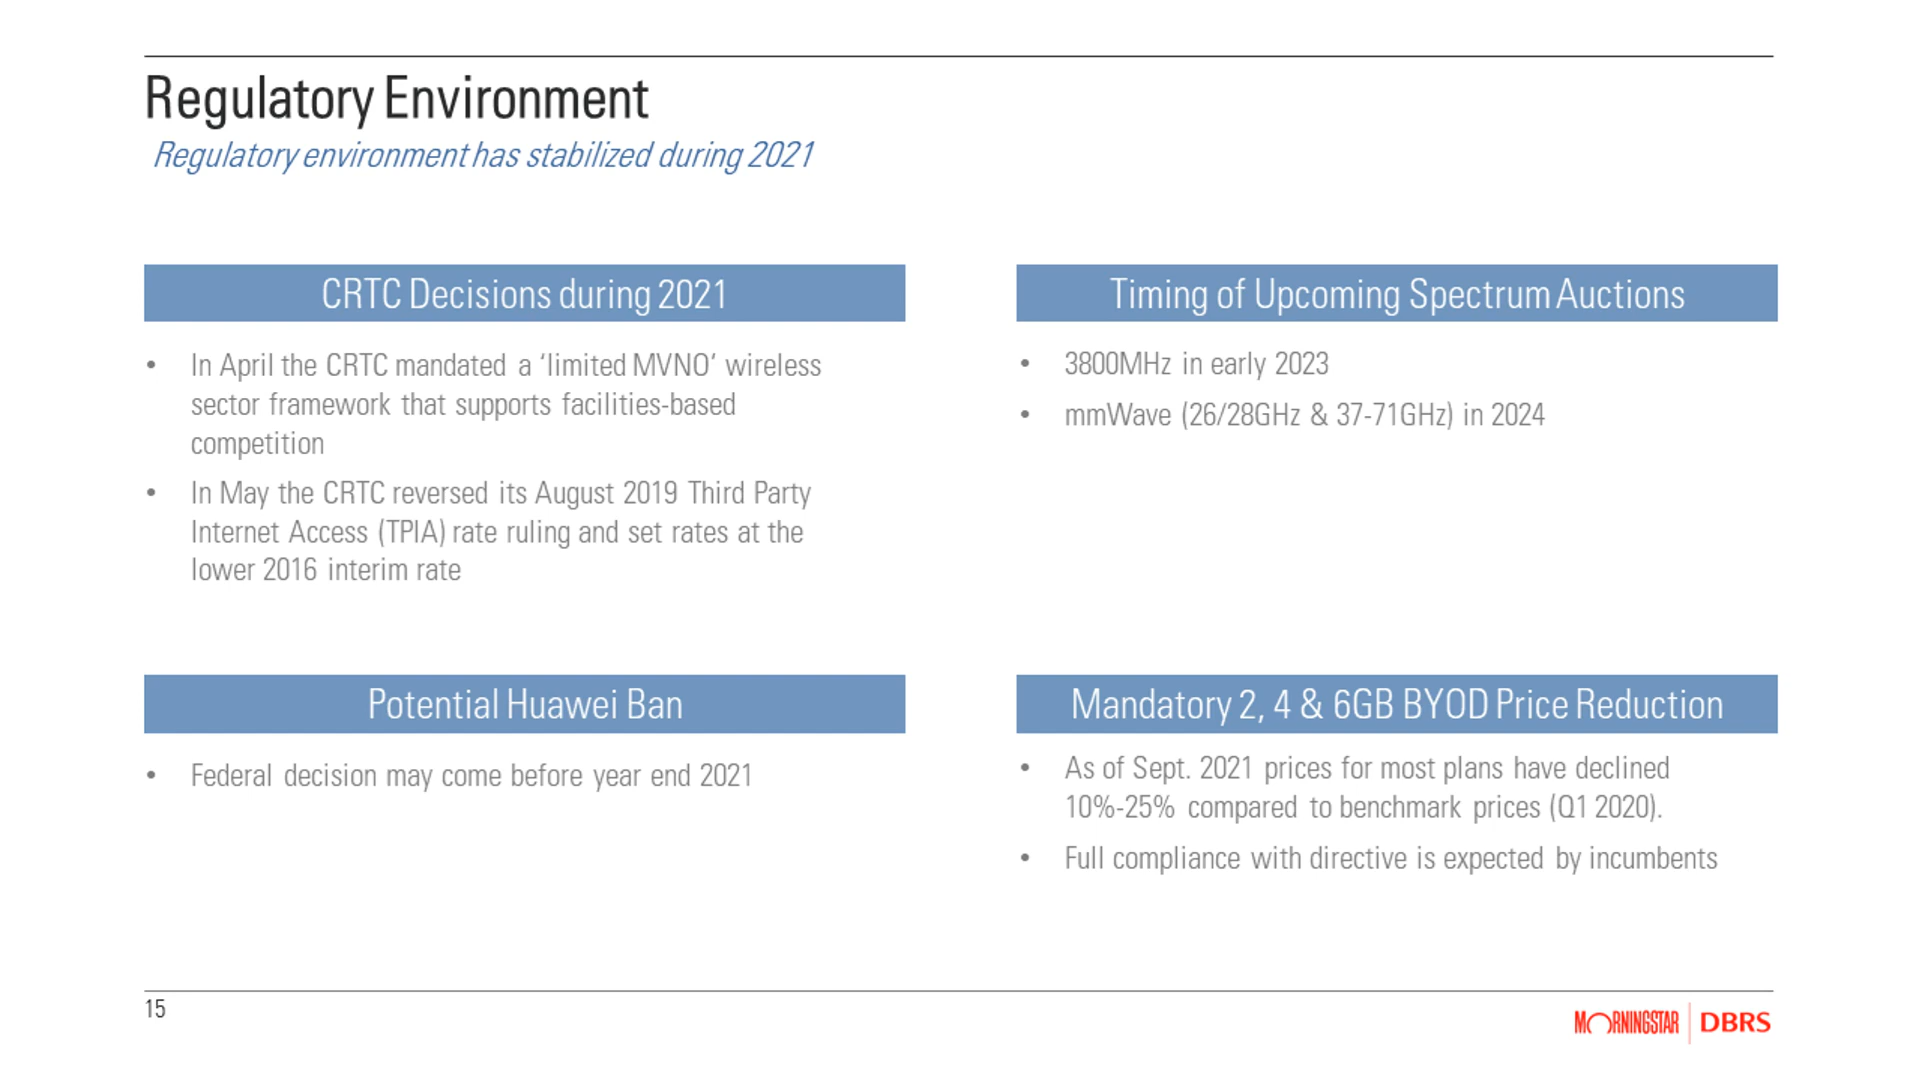 Regulatory Environment
Regulatory environment has stabilized during 2021
CRTC Decisions during 2021
• In April the CRTC mandated a ‘limited MVNO’ wireless
sector framework that supports facilities-based
competition
• In May the CRTC reversed its August 2019 Third Party
Internet Access (TPIA) rate ruling and set rates at the
lower 2016 interim rate
Timing of Upcoming Spectrum Auctions
• 3800MHz in early 2023
• mmWave (26/28GHz & 37-71GHz) in 2024
Potential Huawei Ban
• Federal decision may come before year end 2021
Mandatory 2, 4 & 6GB BYOD Price Reduction
• As of Sept. 2021 prices for most plans have declined
10%-25% compared to benchmark prices (Q1 2020).
• Full compliance with directive is expected by incumbents
15
MORNINGSTAR | DBRS